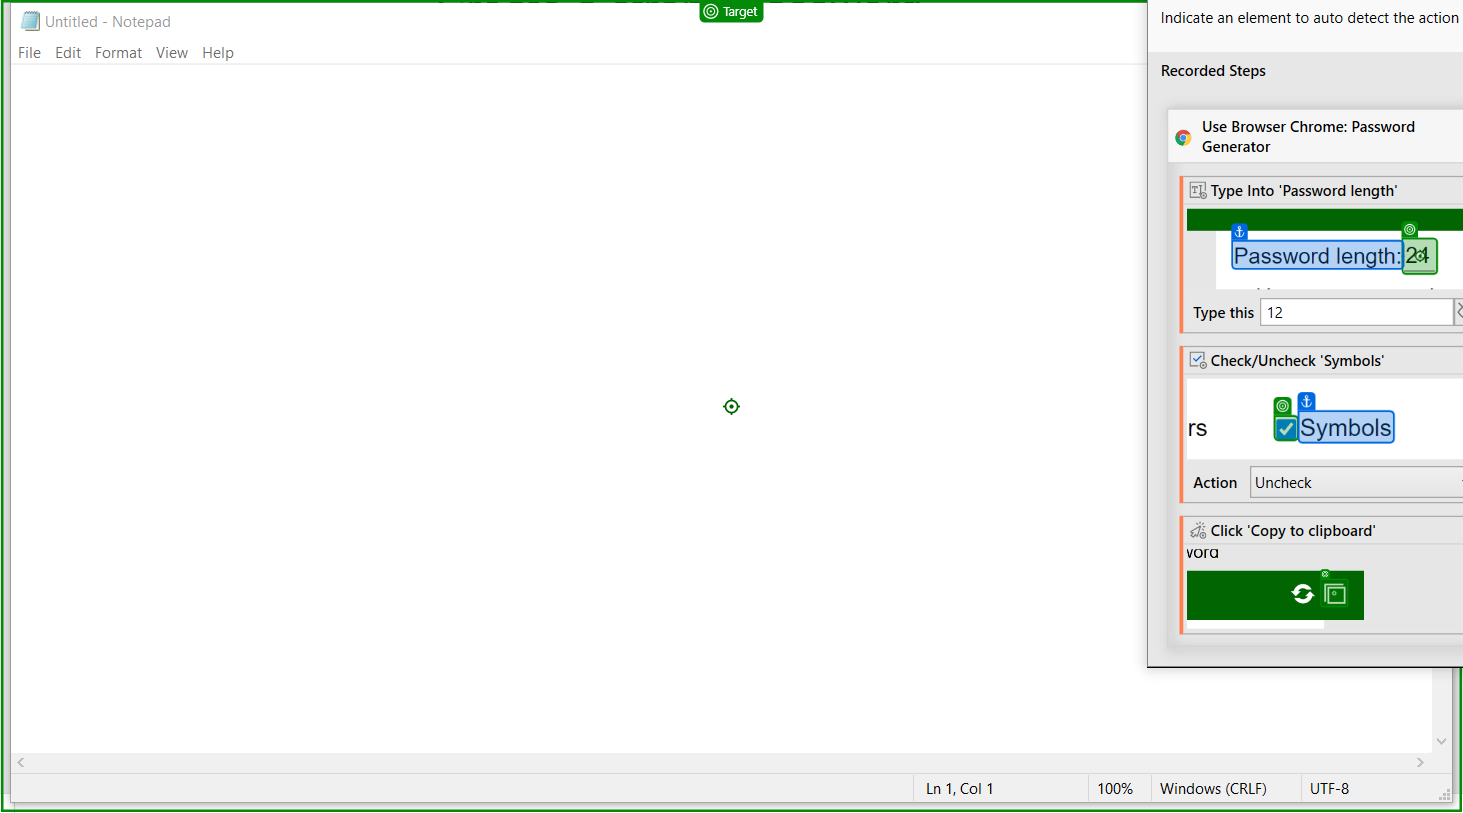 Target
Untitled - Notepad
File Edit Format View Help
Ln 1, Col 1
100%
Windows (CRLF)
UTF-8
Indicate an element to auto detect the action
Recorded Steps
Use Browser Chrome: Password
Generator
Type Into 'Password length'
Password length: 24
Type this 12
Check/Uncheck 'Symbols'
rs Symbols
Action Uncheck
Click 'Copy to clipboard'
word